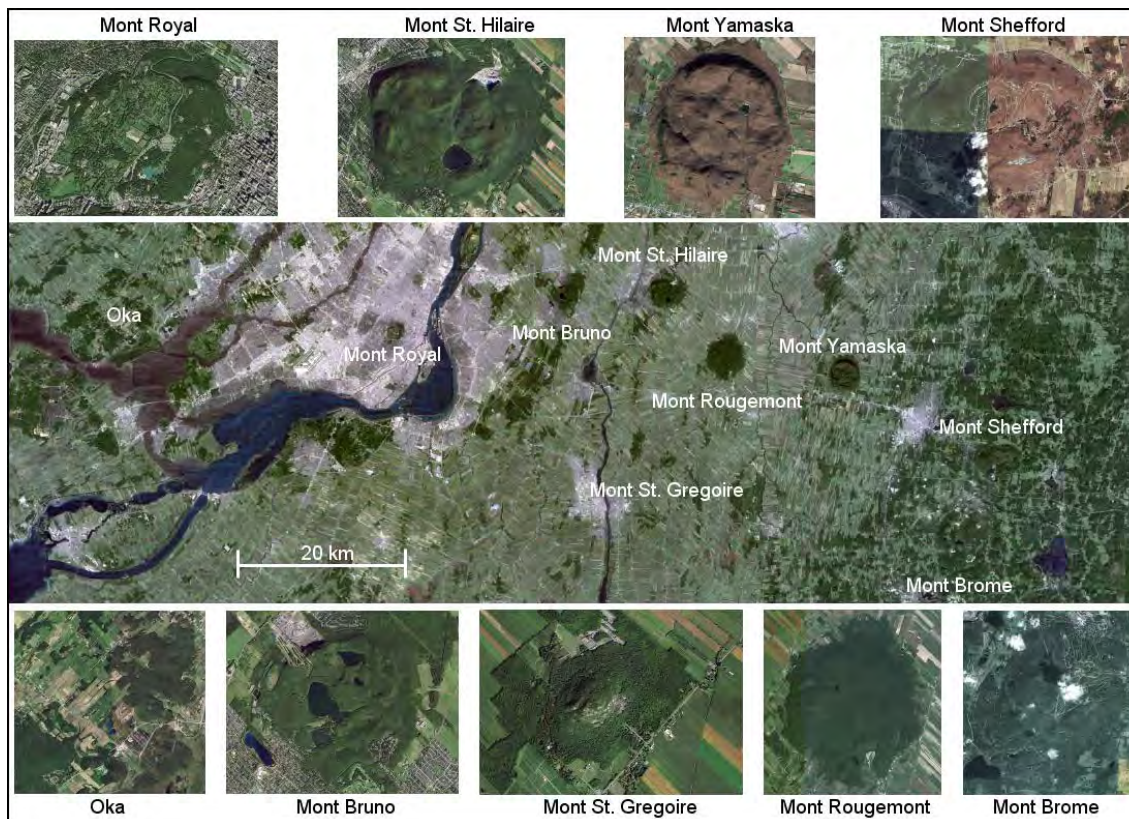 Mont Royal
Mont St. Hilaire
Mont Yamaska
Mont Shefford
Mont St. Hilaire
Oka
Mont Bruno
Mont Royal
Mont Yamaska
Mont Rougemont
Mont Shefford
Mont St. Gregoire
20 km
Mont Brome
Oka
Mont Bruno
Mont St. Gregoire
Mont Rougemont
Mont Brome